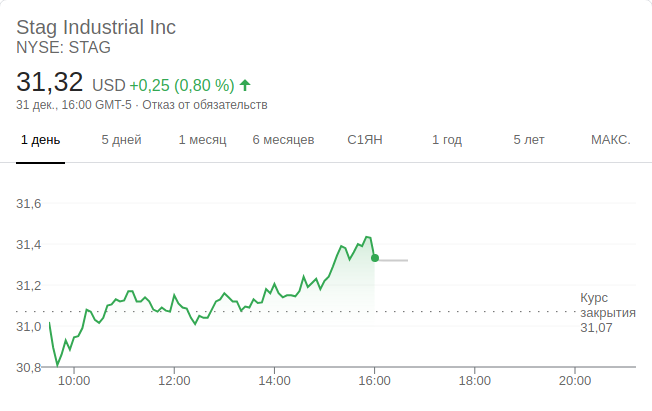 Stag Industrial Inc
NYSE: STAG
31,32 USD +0,25 (0,80 %)
31 дек., 16:00 GMT-5 · Отказ от обязательств
1 день 5 дней 1 месяц 6 месяцев С1ЯН 1 год 5 лет МАКС.
31,6
31,4
31,2
Курс
закрытия
31,0
31,07
30,8
10:00 12:00 14:00 16:00 18:00 20:00